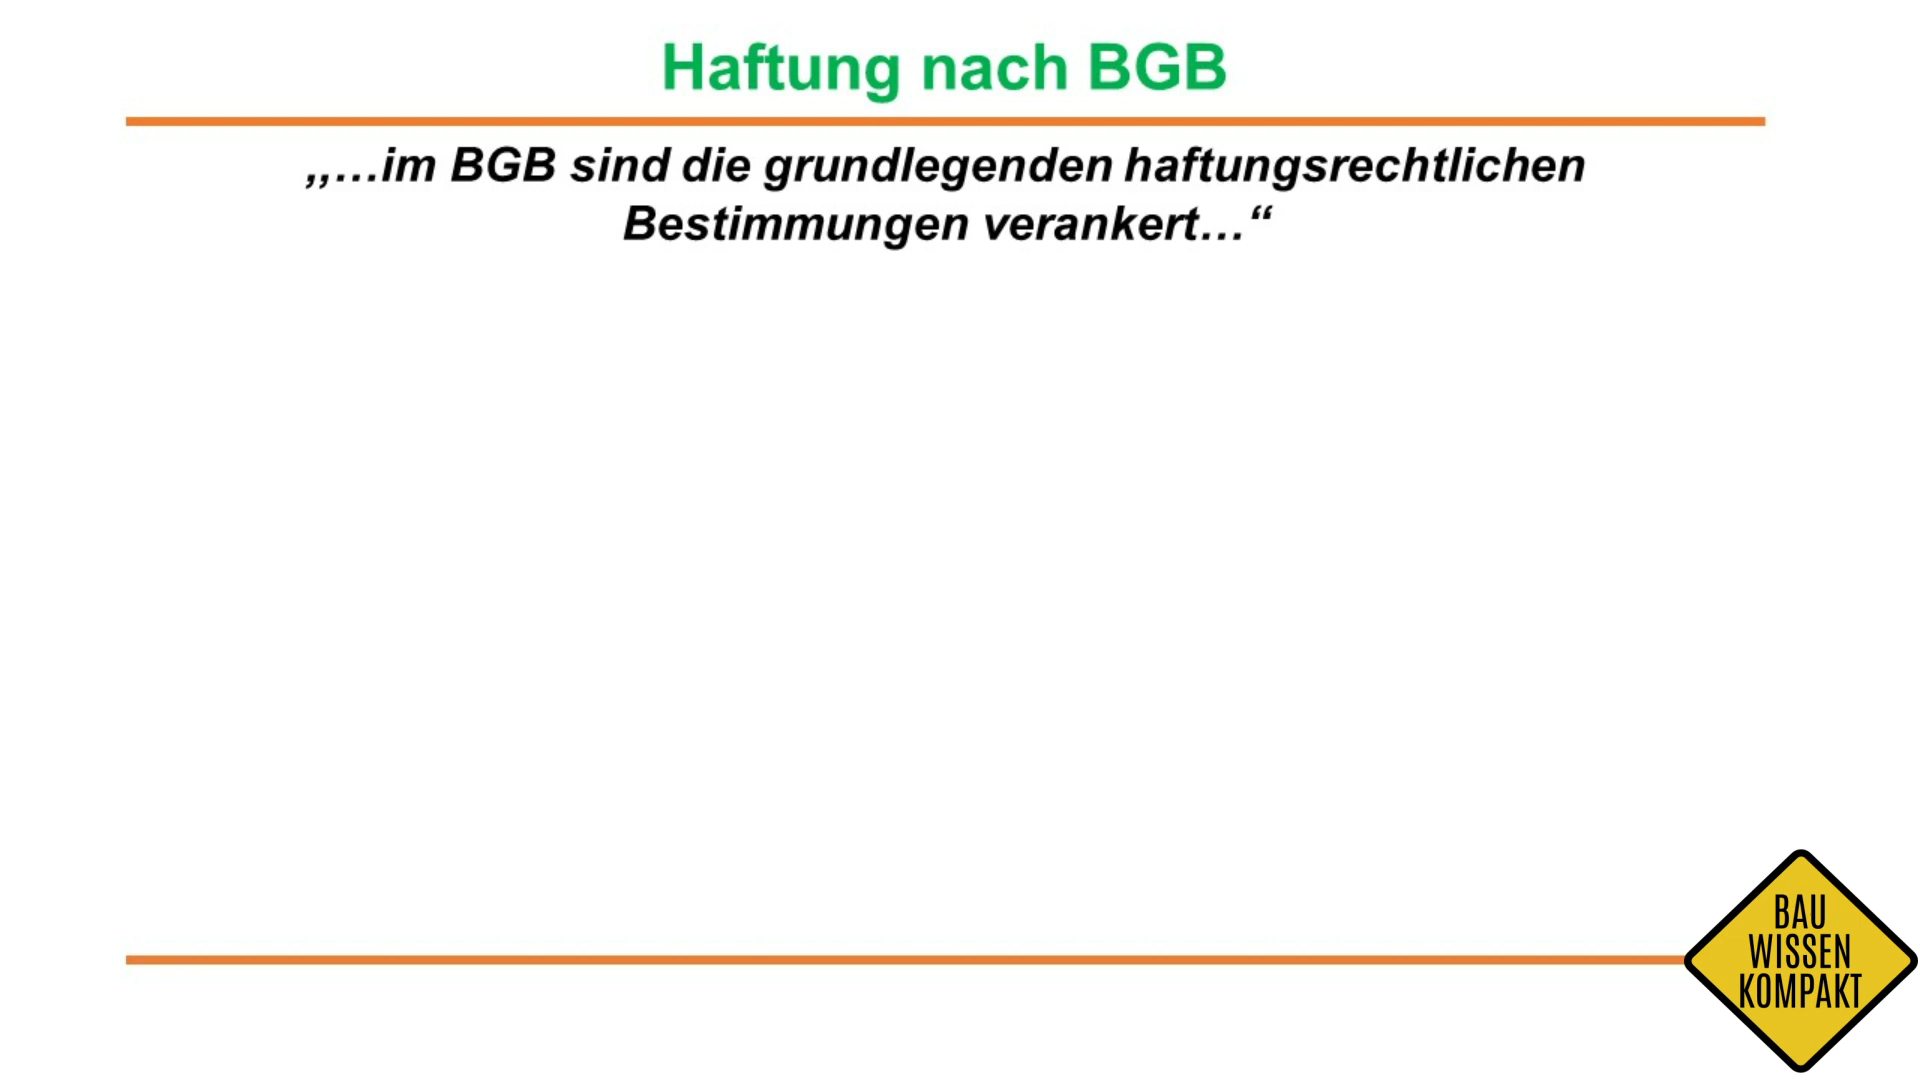 Haftung nach BGB
„…im BGB sind die grundlegenden haftungsrechtlichen
Bestimmungen verankert…“
BAU
WISSEN
KOMPAKT